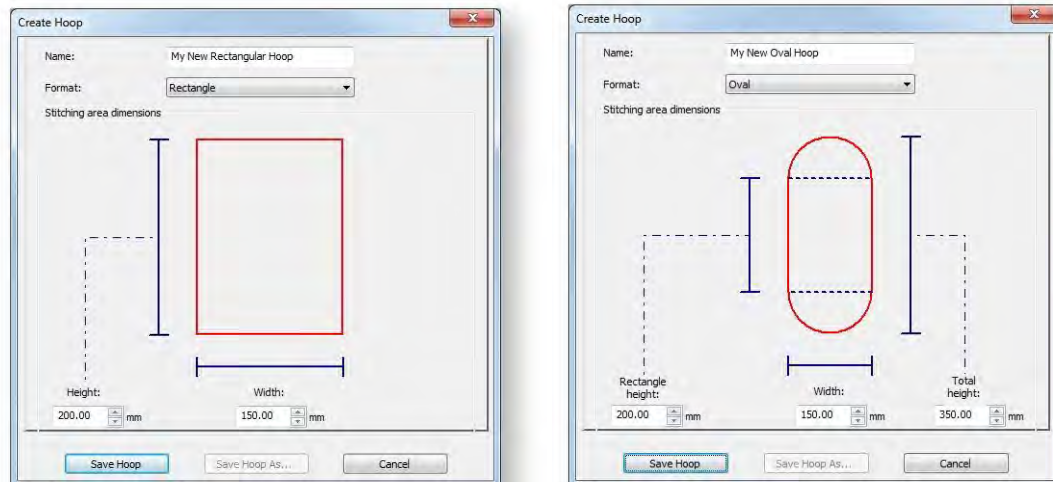 Create Hoop
Name: My New Rectangular Hoop
Format: Rectangle
Stitching area dimensions
Height: Width:
200.00 mm 150.00 mm
Save Hoop Save Hoop As... Cancel
Create Hoop
Name: My New Oval Hoop
Format: Oval
Stitching area dimensions
Rectangle Total
height: Width: height:
200.00 mm 150.00 mm 350.00 mm
Save Hoop Save Hoop As... Cancel